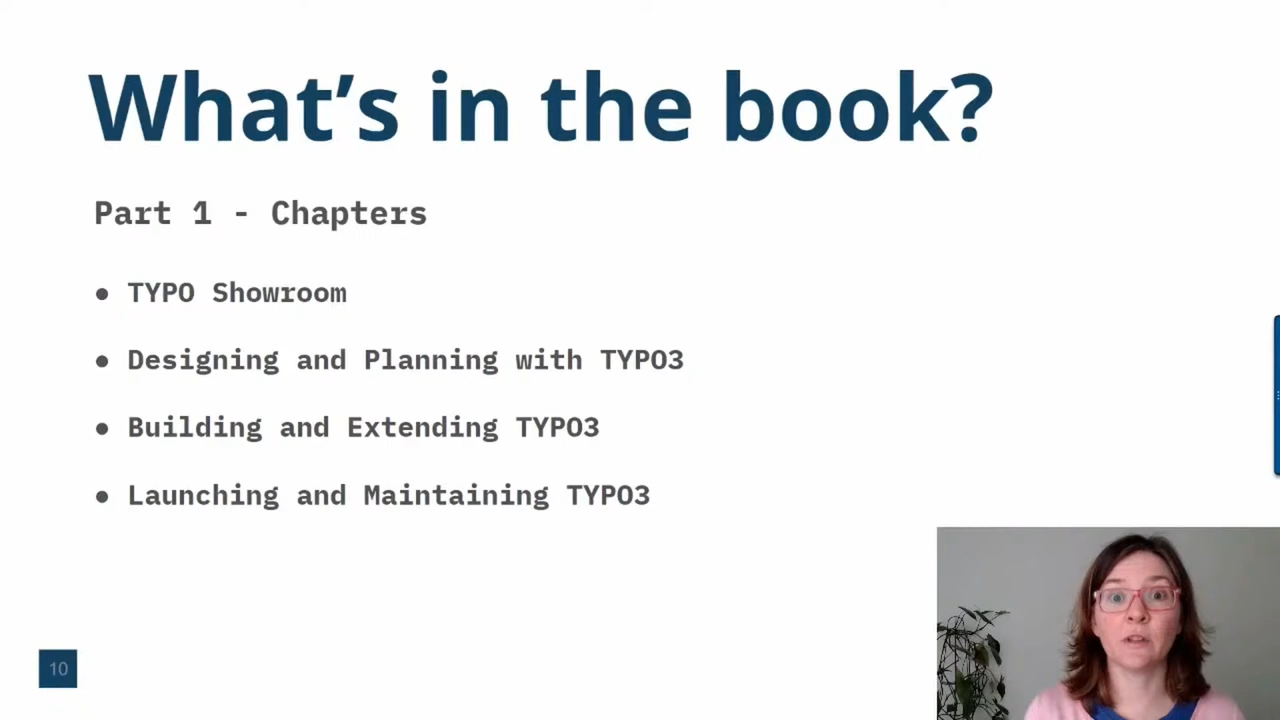 What’s in the book?
Part 1 - Chapters
● TYPO Showroom
● Designing and Planning with TYPO3
● Building and Extending TYPO3
● Launching and Maintaining TYPO3
10